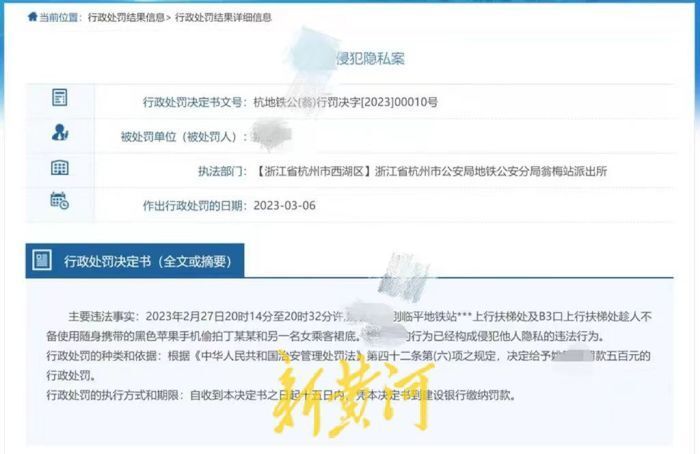 当前位置：行政处罚结果信息> 行政处罚结果详细信息
侵犯隐私案
行政处罚决定书文号：杭地铁公(翁)行罚决字[2023]00010号
被处罚单位（被处罚人）：
执法部门：【浙江省杭州市西湖区】浙江省杭州市公安局地铁公安分局翁梅站派出所
作出行政处罚的日期：2023-03-06
行政处罚决定书（全文或摘要）
主要违法事实：2023年2月27日20时14分至20时32分许, 到临平地铁站***上行扶梯处及B3口上行扶梯处趁人不
备使用随身携带的黑色苹果手机偷拍丁某某和另一名女乘客裙底。 的行为已经构成侵犯他人隐私的违法行为。
行政处罚的种类和依据：根据《中华人民共和国治安管理处罚法》第四十二条第(六)项之规定，决定给予 罚款五百元的
行政处罚。
行政处罚的执行方式和期限：自收到本决定书之日起十五日内，凭本决定书到建设银行缴纳罚款。
新黄河